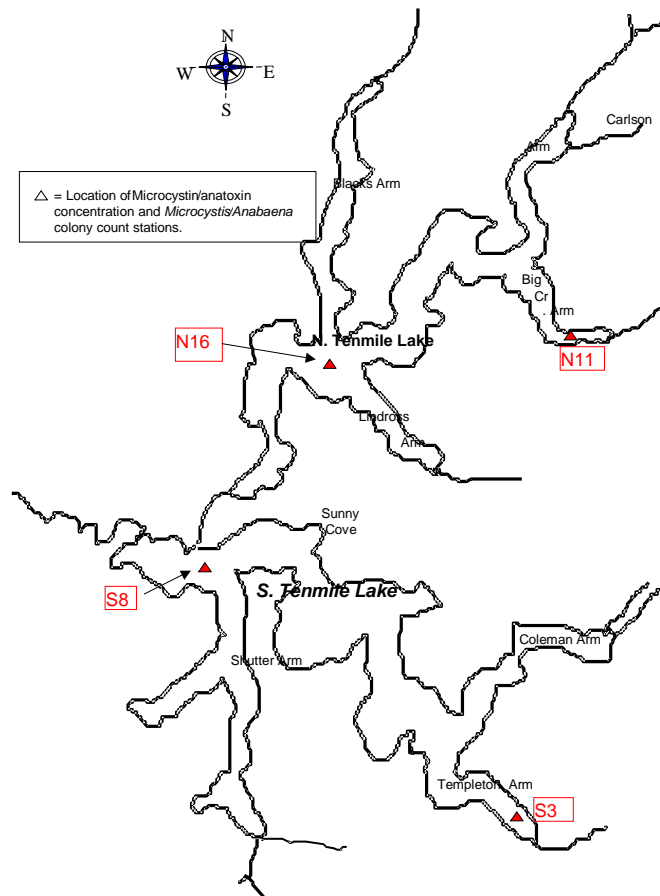 N
W E
S
△ = Location of Microcystin/anatoxin
concentration and Microcystis/Anabaena
colony count stations.
Carlson
Arm
Blacks Arm
Big
Cr
. Arm
N16
N. Tenmile Lake
N11
Lindross
Arm
Sunny
Cove
S8
S. Tenmile Lake
Coleman Arm
Shutter Arm
Templeton Arm
S3